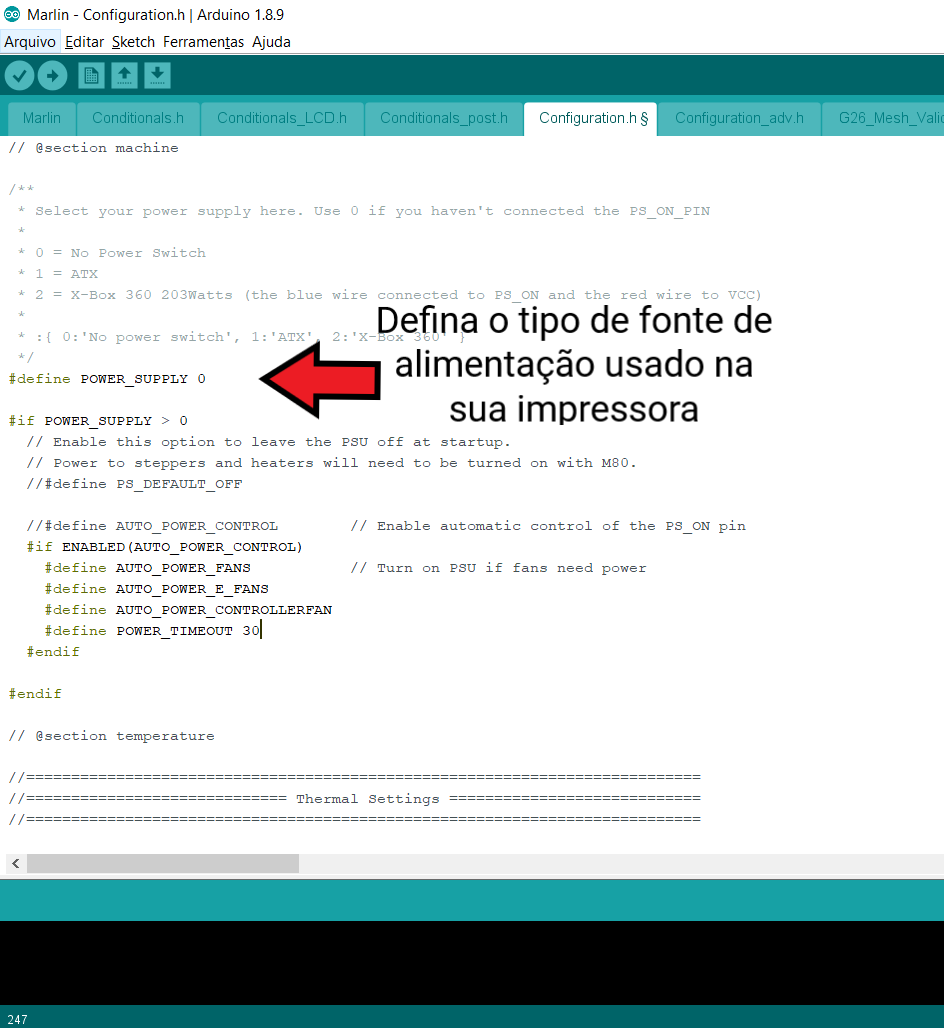 Marlin - Configuration.h | Arduino 1.8.9
Arquivo Editar Sketch Ferramentas Ajuda
Marlin Conditionals.h Conditionals_LCD.h Conditionals_post.h Configuration.h § Configuration_adv.h
// @section machine
/**
* Select your power supply here. Use 0 if you haven't connected the PS_ON_PIN
*
* 0 = No Power Switch
* 1 = ATX
* 2 = X-Box 360 203Watts (the blue wire connected to PS_ON and the red wire to VCC)
*
* :{ 0:'No power switch', 1:'ATX', 2:'X-Box 360' }
*/
Defina o tipo de fonte de
alimentação usado na
sua impressora
#define POWER_SUPPLY 0
#if POWER_SUPPLY > 0
// Enable this option to leave the PSU off at startup.
// Power to steppers and heaters will need to be turned on with M80.
//#define PS_DEFAULT_OFF
//#define AUTO_POWER_CONTROL // Enable automatic control of the PS_ON pin
#if ENABLED(AUTO_POWER_CONTROL)
#define AUTO_POWER_FANS // Turn on PSU if fans need power
#define AUTO_POWER_E_FANS
#define AUTO_POWER_CONTROLLERFAN
#define POWER_TIMEOUT 30
#endif
#endif
// @section temperature
//===========================================================================
//============================= Thermal Settings ============================
//===========================================================================
247